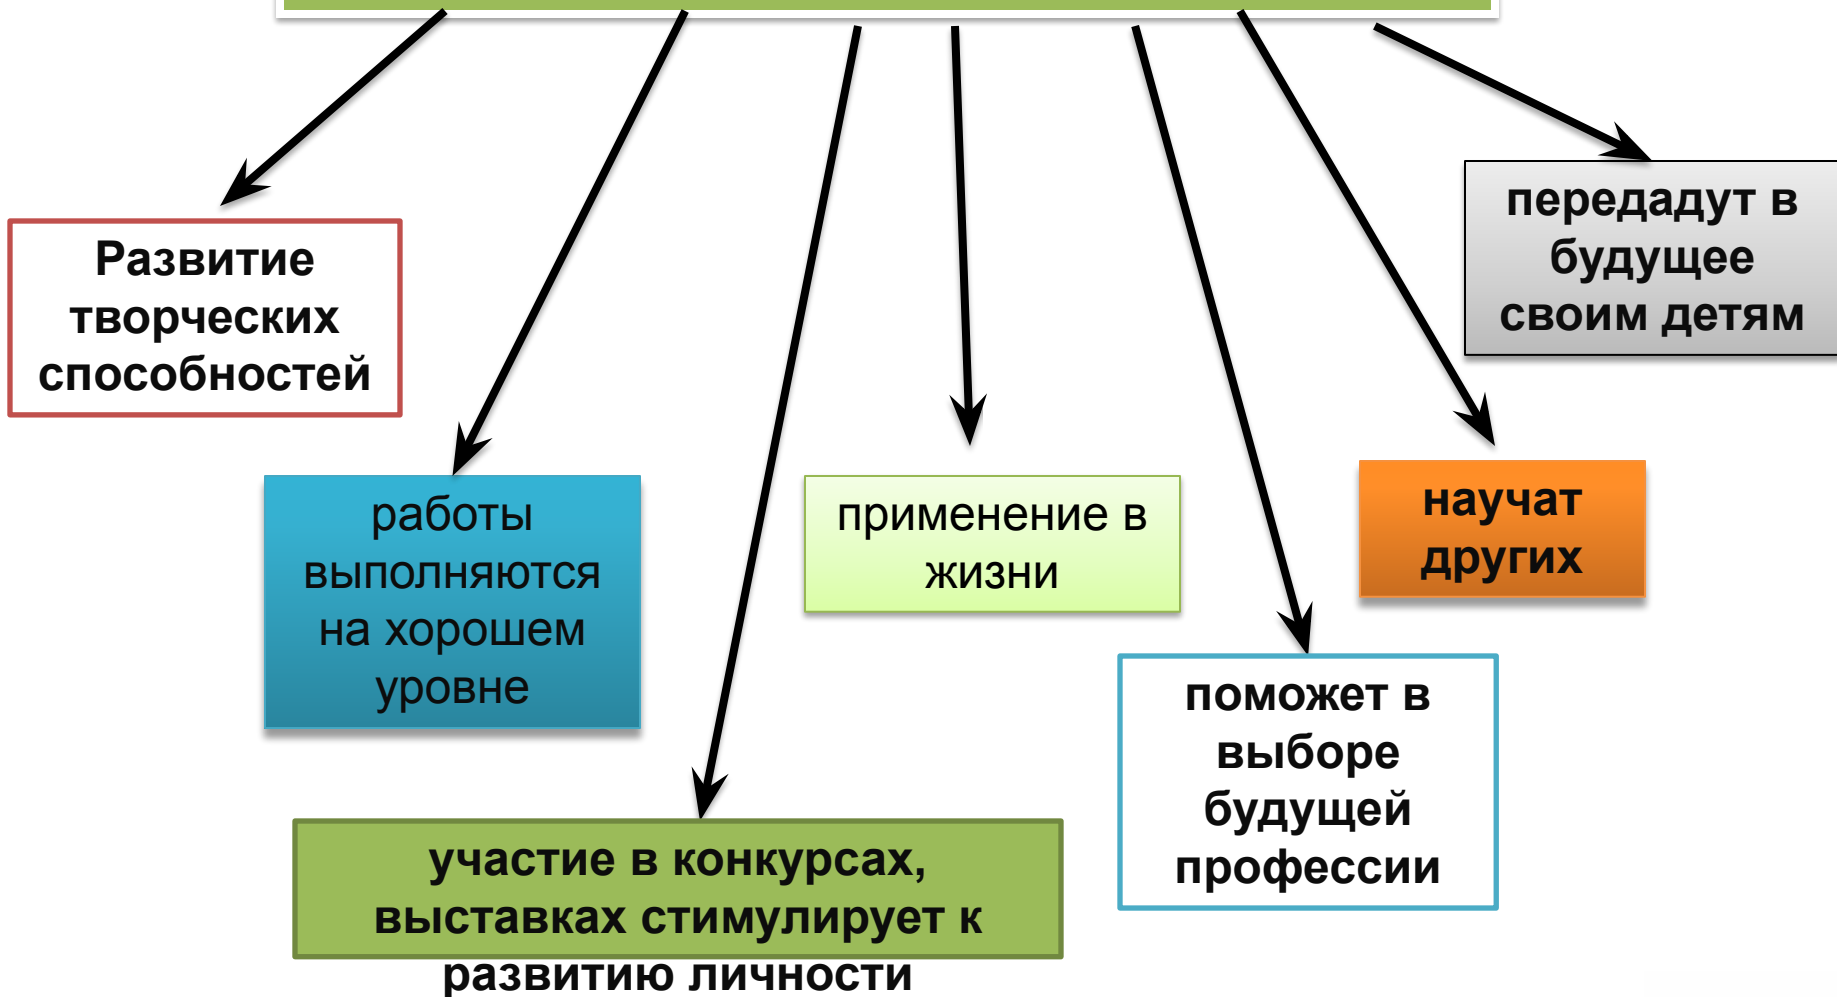 Развитие
творческих
способностей
работы
выполняются
на хорошем
уровне
участие в конкурсах,
выставках стимулирует к
развитию личности
применение в
жизни
поможет в
выборе
будущей
профессии
научат
других
передадут в
будущее
своим детям